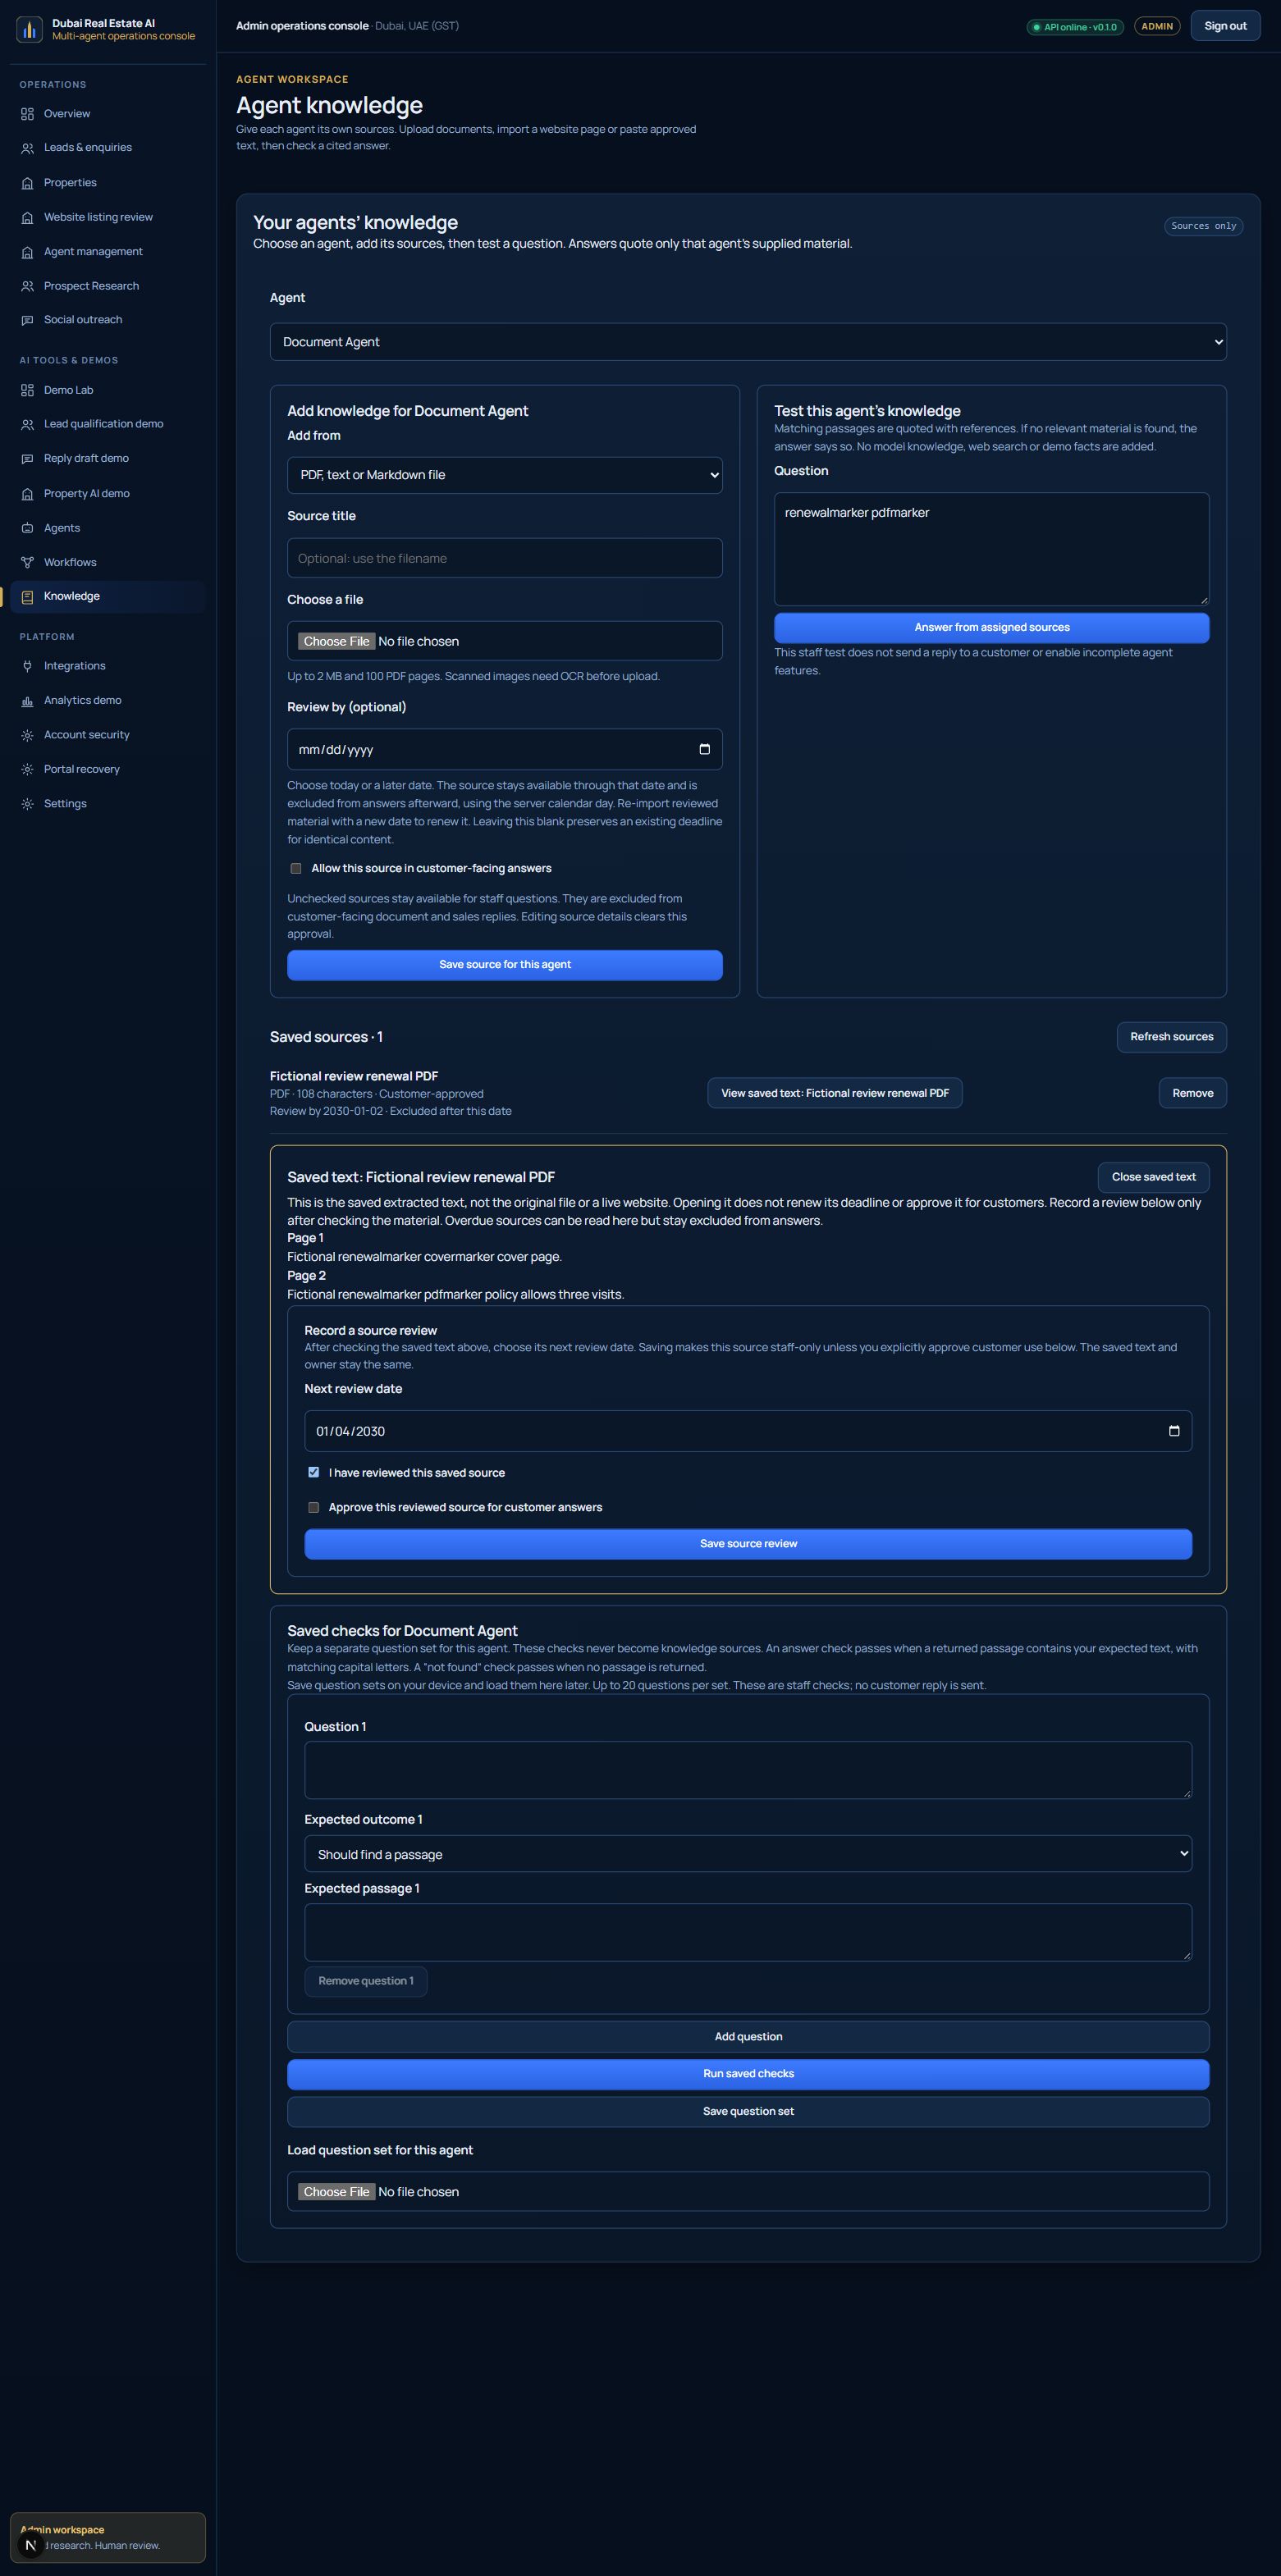 Dubai Real Estate AI
Multi-agent operations console
OPERATIONS
Overview
Leads & enquiries
Properties
Website listing review
Agent management
Prospect Research
Social outreach
AI TOOLS & DEMOS
Demo Lab
Lead qualification demo
Reply draft demo
Property AI demo
Agents
Workflows
Knowledge
PLATFORM
Integrations
Analytics demo
Account security
Portal recovery
Settings
Admin workspace
research. Human review.
N
Admin operations console · Dubai, UAE (GST)
API online · v0.1.0
ADMIN
Sign out
AGENT WORKSPACE
Agent knowledge
Give each agent its own sources. Upload documents, import a website page or paste approved
text, then check a cited answer.
Your agents’ knowledge
Choose an agent, add its sources, then test a question. Answers quote only that agent’s supplied material.
Sources only
Agent
Document Agent
Add knowledge for Document Agent
Add from
PDF, text or Markdown file
Source title
Optional: use the filename
Choose a file
Choose File No file chosen
Up to 2 MB and 100 PDF pages. Scanned images need OCR before upload.
Review by (optional)
mm/dd/yyyy
Choose today or a later date. The source stays available through that date and is
excluded from answers afterward, using the server calendar day. Re-import reviewed
material with a new date to renew it. Leaving this blank preserves an existing deadline
for identical content.
Allow this source in customer-facing answers
Unchecked sources stay available for staff questions. They are excluded from
customer-facing document and sales replies. Editing source details clears this
approval.
Save source for this agent
Test this agent’s knowledge
Matching passages are quoted with references. If no relevant material is found, the
answer says so. No model knowledge, web search or demo facts are added.
Question
renewalmarker pdfmarker
Answer from assigned sources
This staff test does not send a reply to a customer or enable incomplete agent
features.
Saved sources · 1
Refresh sources
Fictional review renewal PDF
PDF · 108 characters · Customer-approved
Review by 2030-01-02 · Excluded after this date
View saved text: Fictional review renewal PDF
Remove
Saved text: Fictional review renewal PDF
Close saved text
This is the saved extracted text, not the original file or a live website. Opening it does not renew its deadline or approve it for customers. Record a review below only
after checking the material. Overdue sources can be read here but stay excluded from answers.
Page 1
Fictional renewalmarker covermarker cover page.
Page 2
Fictional renewalmarker pdfmarker policy allows three visits.
Record a source review
After checking the saved text above, choose its next review date. Saving makes this source staff-only unless you explicitly approve customer use below. The saved text and
owner stay the same.
Next review date
01/04/2030
I have reviewed this saved source
Approve this reviewed source for customer answers
Save source review
Saved checks for Document Agent
Keep a separate question set for this agent. These checks never become knowledge sources. An answer check passes when a returned passage contains your expected text, with
matching capital letters. A “not found” check passes when no passage is returned.
Save question sets on your device and load them here later. Up to 20 questions per set. These are staff checks; no customer reply is sent.
Question 1
Expected outcome 1
Should find a passage
Expected passage 1
Remove question 1
Add question
Run saved checks
Save question set
Load question set for this agent
Choose File No file chosen